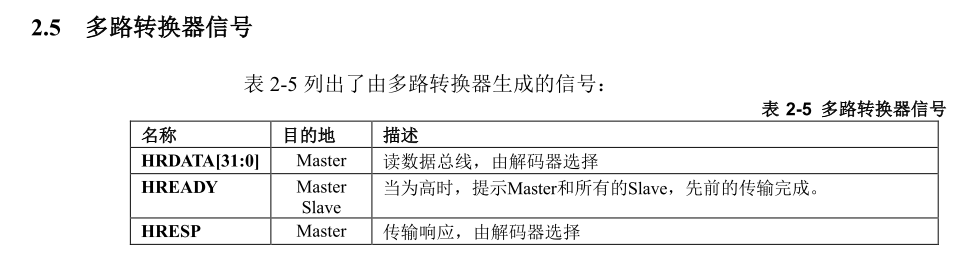 2.5 多路转换器信号
表 2-5 列出了由多路转换器生成的信号：
表 2-5 多路转换器信号
名称 目的地 描述
HRDATA[31:0] Master 读数据总线，由解码器选择
HREADY Master 当为高时，提示Master和所有的Slave，先前的传输完成。
Slave
HRESP Master 传输响应，由解码器选择